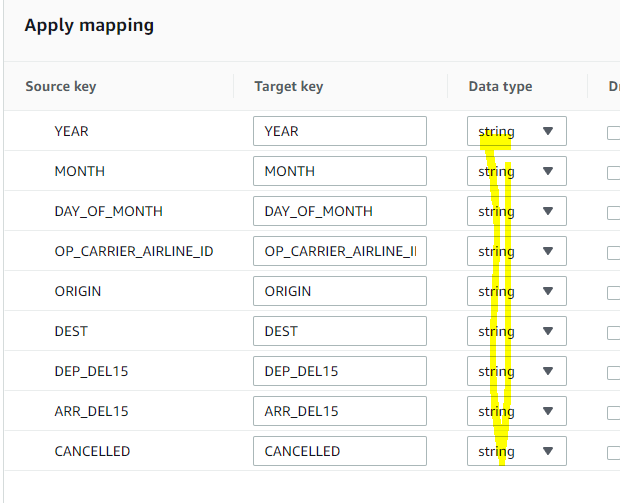 Apply mapping
Source key Target key Data type D
YEAR YEAR string
MONTH MONTH string
DAY_OF_MONTH DAY_OF_MONTH string
OP_CARRIER_AIRLINE_ID OP_CARRIER_AIRLINE_I string
ORIGIN ORIGIN string
DEST DEST string
DEP_DEL15 DEP_DEL15 string
ARR_DEL15 ARR_DEL15 string
CANCELLED CANCELLED string